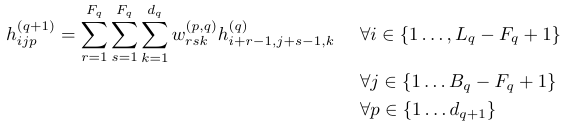 $h_{ijp}^{(q+1)} = \sum_{r=1}^{F_q} \sum_{s=1}^{F_q} \sum_{k=1}^{d_q} w_{rsk}^{(p,q)} h_{i+r-1,j+s-1,k}^{(q)} \quad \forall i \in \{1 \ldots, L_q - F_q + 1\}$
$\forall j \in \{1 \ldots B_q - F_q + 1\}$
$\forall p \in \{1 \ldots d_{q+1}\}$